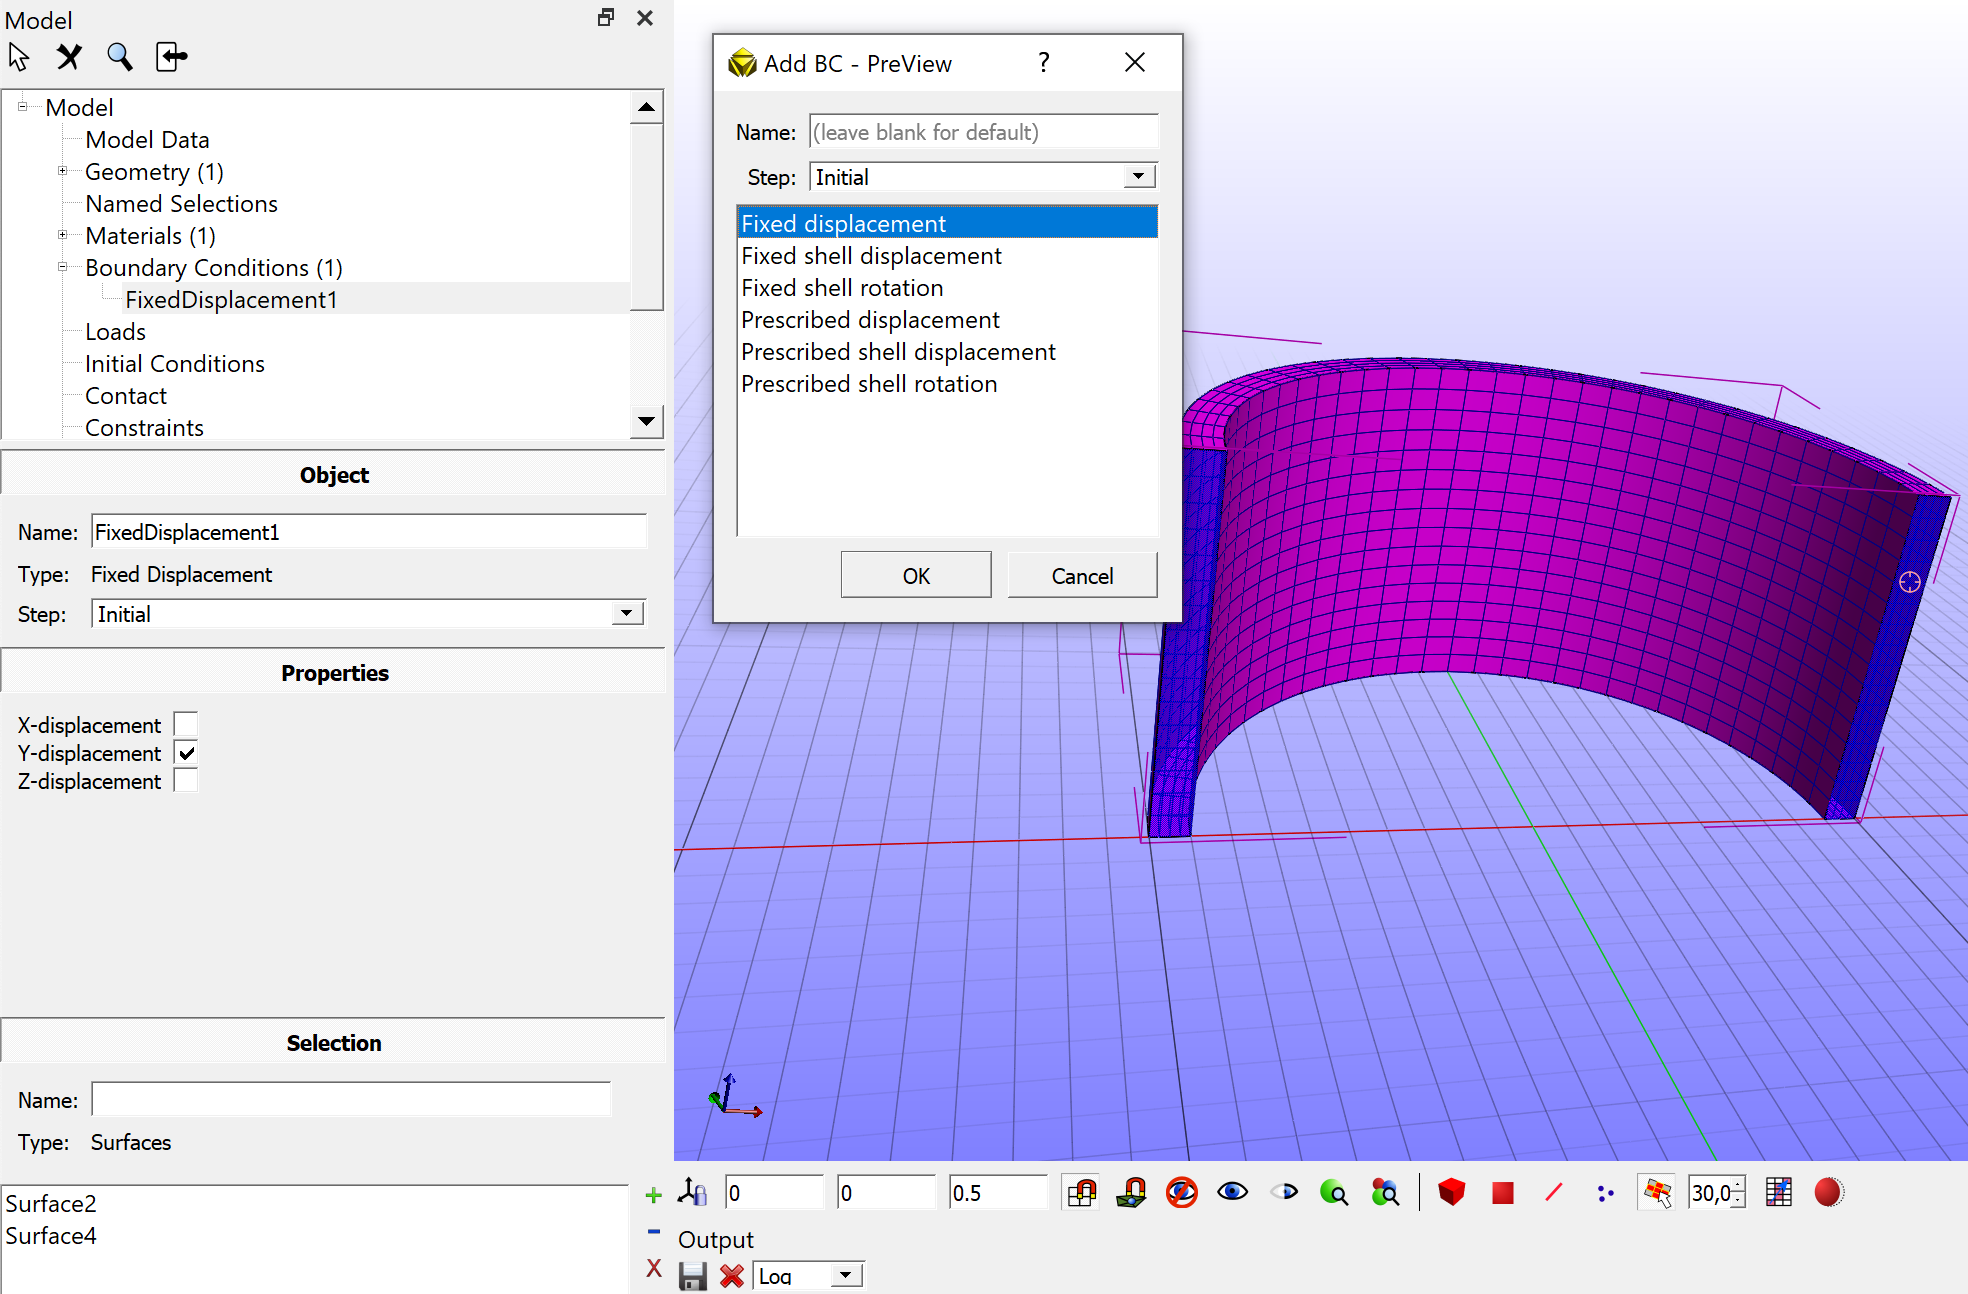 Model
Model
Model Data
Geometry (1)
Named Selections
Materials (1)
Boundary Conditions (1)
FixedDisplacement1
Loads
Initial Conditions
Contact
Constraints
Object
Name: FixedDisplacement1
Type: Fixed Displacement
Step: Initial
Properties
X-displacement
Y-displacement
Z-displacement
Selection
Name:
Type: Surfaces
Surface2
Surface4
Add BC - PreView ?
Name: (leave blank for default)
Step: Initial
Fixed displacement
Fixed shell displacement
Fixed shell rotation
Prescribed displacement
Prescribed shell displacement
Prescribed shell rotation
OK Cancel
0 0 0.5 30,0
Output
Log